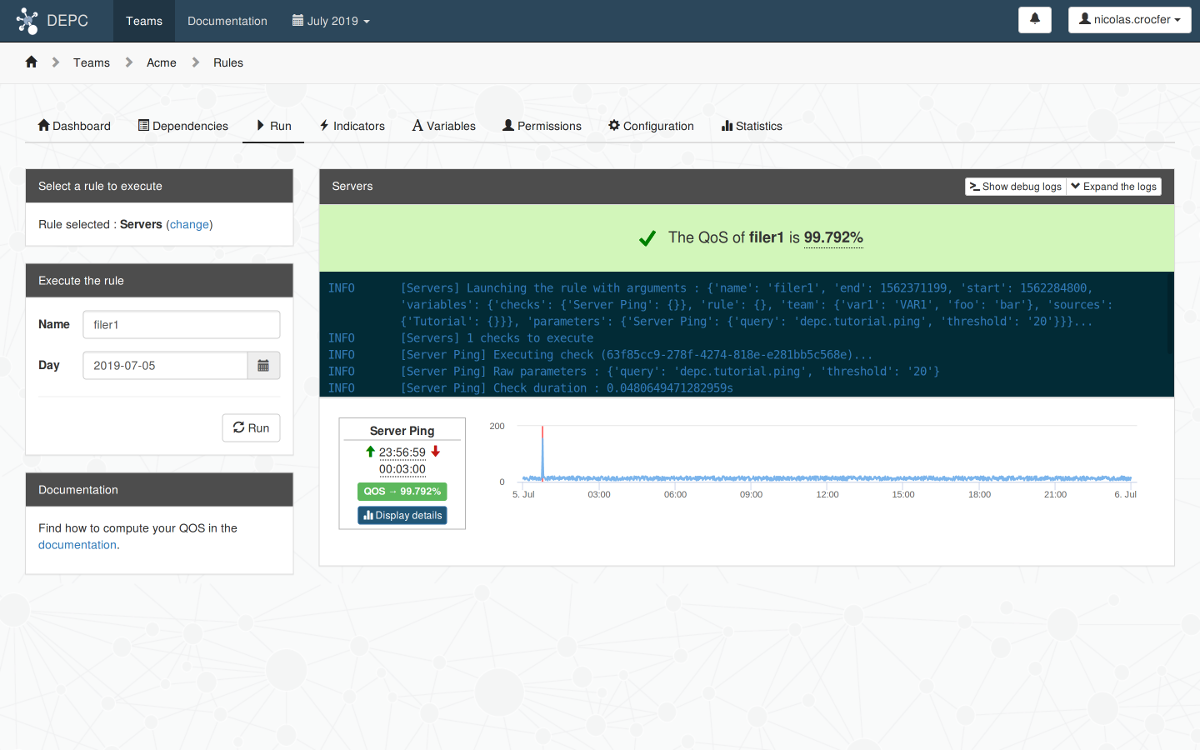 DEPC Teams Documentation July 2019 nicolas.crocfer
Teams Acme Rules
Dashboard Dependencies Run Indicators Variables Permissions Configuration Statistics
Select a rule to execute
Rule selected : Servers (change)
Execute the rule
Name filer1
Day 2019-07-05
Run
Documentation
Find how to compute your QOS in the
documentation.
Servers Show debug logs Expand the logs
The QoS of filer1 is 99.792%
INFO [Servers] Launching the rule with arguments : {'name': 'filer1', 'end': 1562371199, 'start': 1562284800,
'variables': {'checks': {'Server Ping': {}}, 'rule': {}, 'team': {'var1': 'VAR1', 'foo': 'bar'}, 'sources':
{'Tutorial': {}}}, 'parameters': {'Server Ping': {'query': 'depc.tutorial.ping', 'threshold': '20'}}}...
INFO [Servers] 1 checks to execute
INFO [Server Ping] Executing check (63f85cc9-278f-4274-818e-e281bb5c568e)...
INFO [Server Ping] Raw parameters : {'query': 'depc.tutorial.ping', 'threshold': '20'}
INFO [Server Ping] Check duration : 0.0480649471282959s
Server Ping
23:56:59
00:03:00
QOS → 99.792%
Display details
200
0
5. Jul 03:00 06:00 09:00 12:00 15:00 18:00 21:00 6. Jul